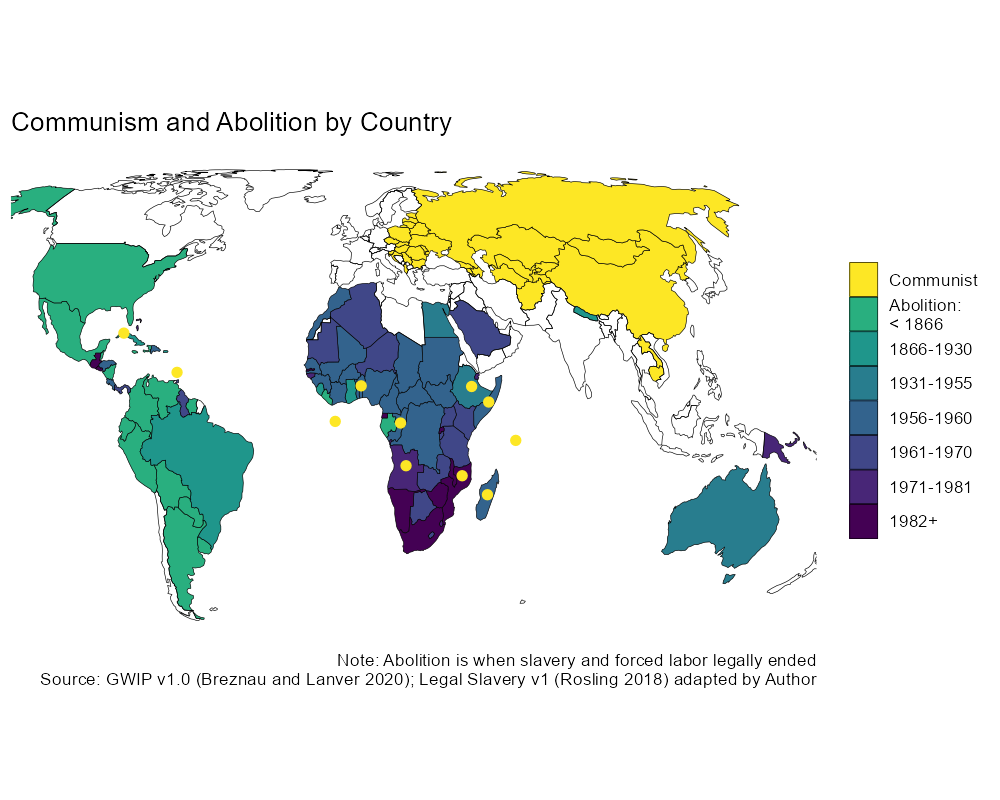 Communism and Abolition by Country
Communist
Abolition:
< 1866
1866-1930
1931-1955
1956-1960
1961-1970
1971-1981
1982+
Note: Abolition is when slavery and forced labor legally ended
Source: GWIP v1.0 (Breznau and Lanver 2020); Legal Slavery v1 (Rosling 2018) adapted by Author